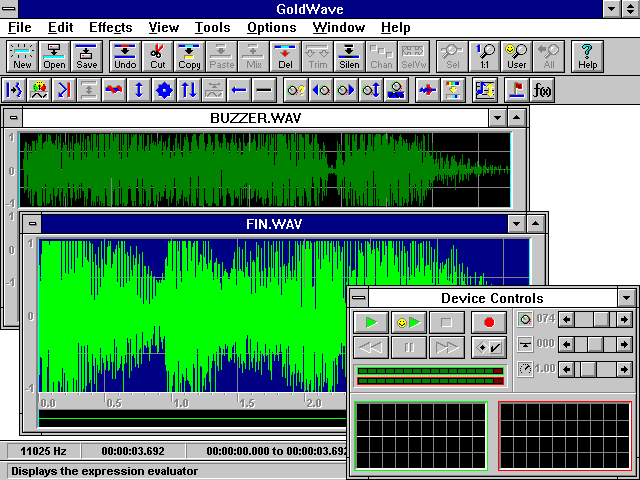 GoldWave
File Edit Effects View Tools Options Window Help
New Open Save Undo Cut Copy Paste Mix Del Trim Silen Chan SelVw Sel 1:1 User All Help
f(x)
BUZZER.WAV
1
0
-1
FIN.WAV
0
-1
1
0
-1
0.0 0.5 1.0 1.5 2.0
Device Controls
074
000
1.00
11025 Hz 00:00:03.692 00:00:00.000 to 00:00:03.692
Displays the expression evaluator